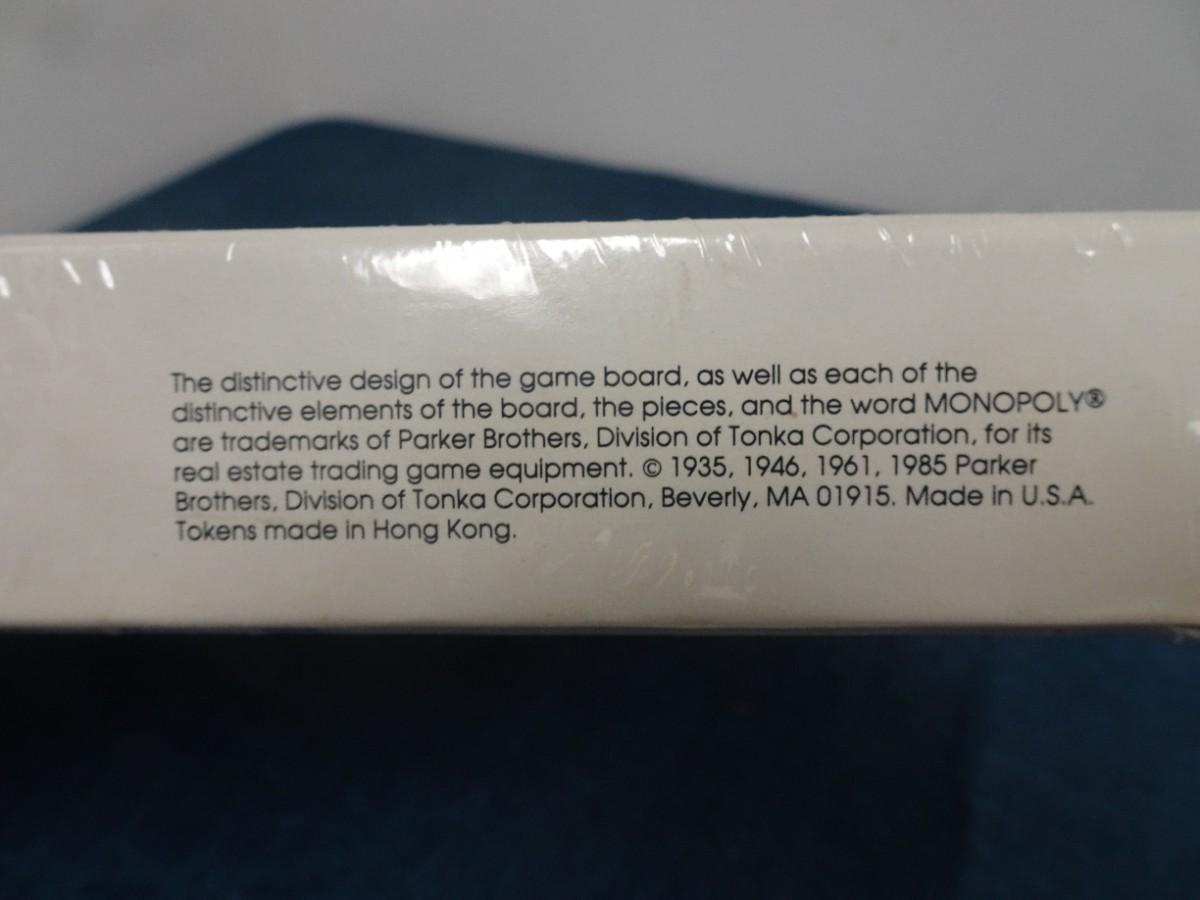 The distinctive design of the game board, as well as each of the
distinctive elements of the board, the pieces, and the word MONOPOLY®
are trademarks of Parker Brothers, Division of Tonka Corporation, for its
real estate trading game equipment. © 1935, 1946, 1961, 1985 Parker
Brothers, Division of Tonka Corporation, Beverly, MA 01915. Made in U.S.A.
Tokens made in Hong Kong.